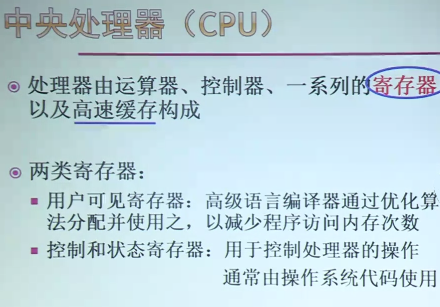 中央处理器（CPU）
处理器由运算器、控制器、一系列的寄存器
以及高速缓存构成
两类寄存器：
用户可见寄存器：高级语言编译器通过优化算
法分配并使用之，以减少程序访问内存次数
控制和状态寄存器：用于控制处理器的操作
通常由操作系统代码使用